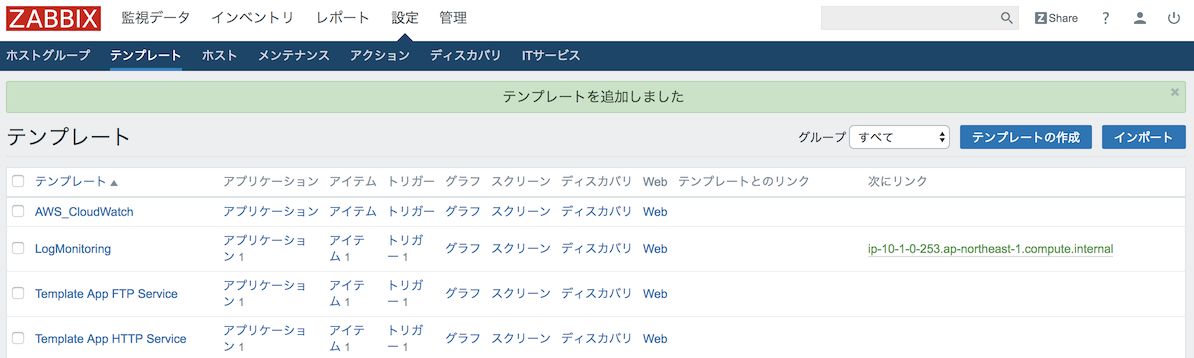 ZABBIX 監視データ インベントリ レポート 設定 管理 Z Share ?
ホストグループ テンプレート ホスト メンテナンス アクション ディスカバリ ITサービス
テンプレートを追加しました ×
テンプレート グループ すべて テンプレートの作成 インポート
テンプレート▲ アプリケーション アイテム トリガー グラフ スクリーン ディスカバリ Web テンプレートとのリンク 次にリンク
AWS_CloudWatch アプリケーション アイテム トリガー グラフ スクリーン ディスカバリ Web
LogMonitoring アプリケーション 1 アイテム 1 トリガー 1 グラフ スクリーン ディスカバリ Web ip-10-1-0-253.ap-northeast-1.compute.internal
Template App FTP Service アプリケーション 1 アイテム 1 トリガー 1 グラフ スクリーン ディスカバリ Web
Template App HTTP Service アプリケーション 1 アイテム 1 トリガー 1 グラフ スクリーン ディスカバリ Web